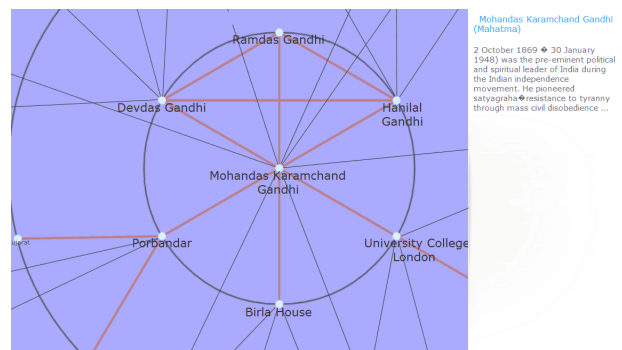 Ramdas Gandhi
Devdas Gandhi
Harilal
Gandhi
Mohandas Karamchand
Gandhi
Porbandar
University College
London
Birla House
Mohandas Karamchand Gandhi
(Mahatma)
2 October 1869 � 30 January
1948) was the pre-eminent political
and spiritual leader of India during
the Indian independence
movement. He pioneered
satyagraha�resistance to tyranny
through mass civil disobedience ...